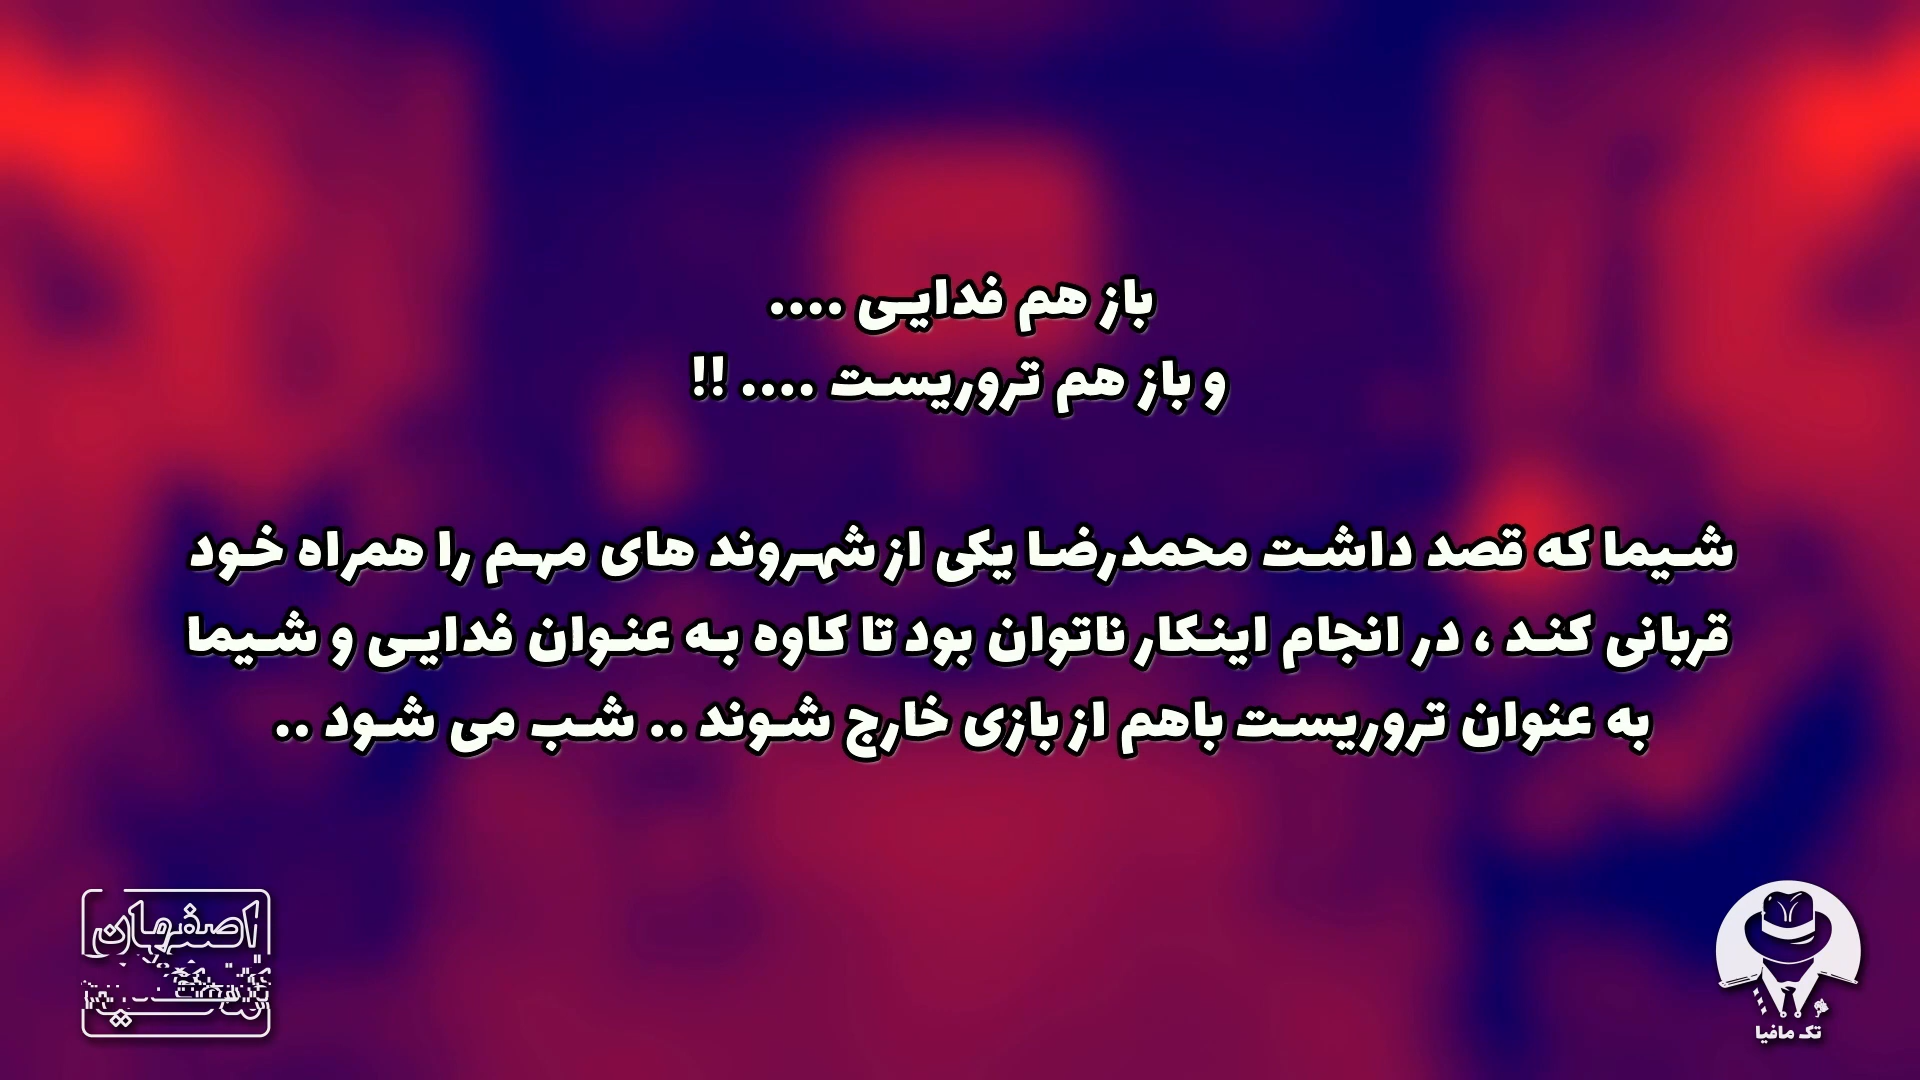 باز هم فدایی ....
و باز هم تروریست .... !!
شیما که قصد داشت محمدرضا یکی از شهروند های مهم را همراه خود
قربانی کند ، در انجام اینکار ناتوان بود تا کاوه به عنوان فدایی و شیما
به عنوان تروریست باهم از بازی خارج شوند .. شب می شود ..
اصفهان
تک مافیا